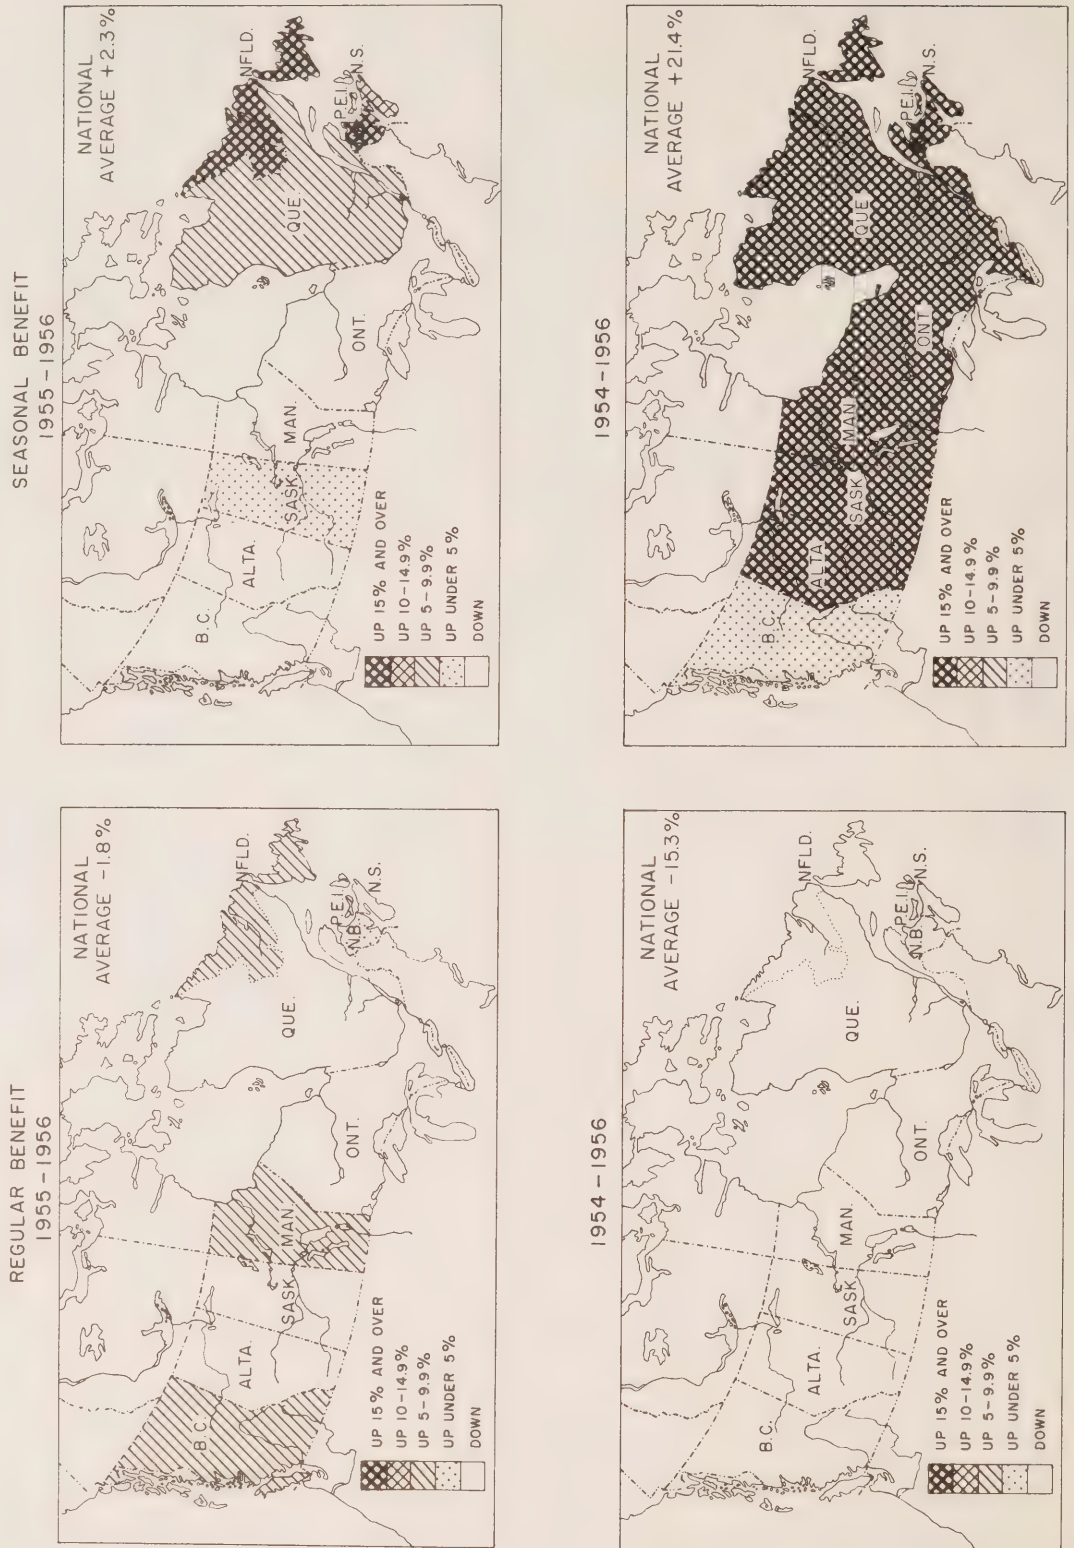 REGULAR BENEFIT
1955–1956
NATIONAL
AVERAGE −1.8%
NFLD.
P.E.I.
N.B.
N.S.
QUE.
ONT.
MAN.
SASK.
ALTA.
B.C.
UP 15% AND OVER
UP 10–14.9%
UP 5–9.9%
UP UNDER 5%
DOWN
SEASONAL BENEFIT
1955–1956
NATIONAL
AVERAGE +2.3%
NFLD.
P.E.I.
N.S.
QUE.
ONT.
MAN.
SASK.
ALTA.
B.C.
UP 15% AND OVER
UP 10–14.9%
UP 5–9.9%
UP UNDER 5%
DOWN
1954–1956
NATIONAL
AVERAGE −15.3%
NFLD.
P.E.I.
N.B.
N.S.
QUE.
ONT.
MAN.
SASK.
ALTA.
B.C.
UP 15% AND OVER
UP 10–14.9%
UP 5–9.9%
UP UNDER 5%
DOWN
1954–1956
NATIONAL
AVERAGE +21.4%
NFLD.
P.E.I.
N.S.
QUE.
ONT.
MAN.
SASK
ALTA.
B.C.
UP 15% AND OVER
UP 10–14.9%
UP 5–9.9%
UP UNDER 5%
DOWN